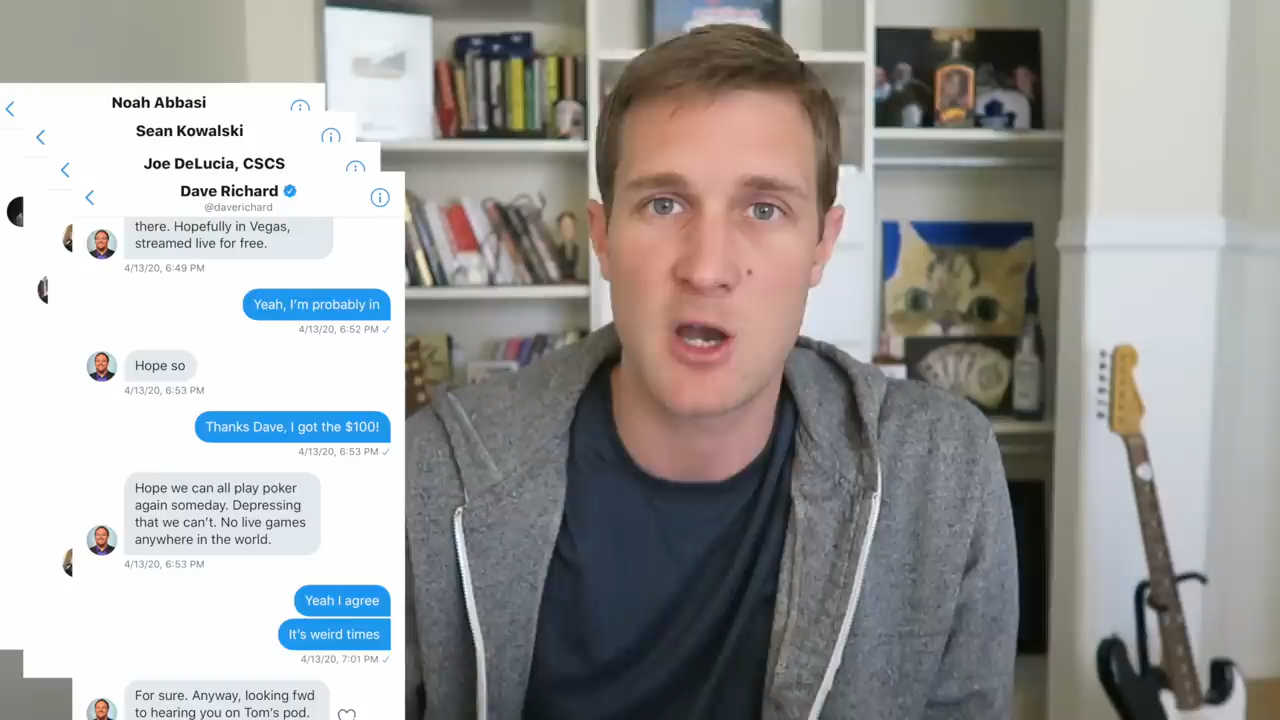 Noah Abbasi
Sean Kowalski
Joe DeLucia, CSCS
Dave Richard
@daverichard
there. Hopefully in Vegas,
streamed live for free.
4/13/20, 6:49 PM
Yeah, I'm probably in
4/13/20, 6:52 PM
Hope so
4/13/20, 6:53 PM
Thanks Dave, I got the $100!
4/13/20, 6:53 PM
Hope we can all play poker
again someday. Depressing
that we can't. No live games
anywhere in the world.
4/13/20, 6:53 PM
Yeah I agree
It's weird times
4/13/20, 7:01 PM
For sure. Anyway, looking fwd
to hearing you on Tom's pod.